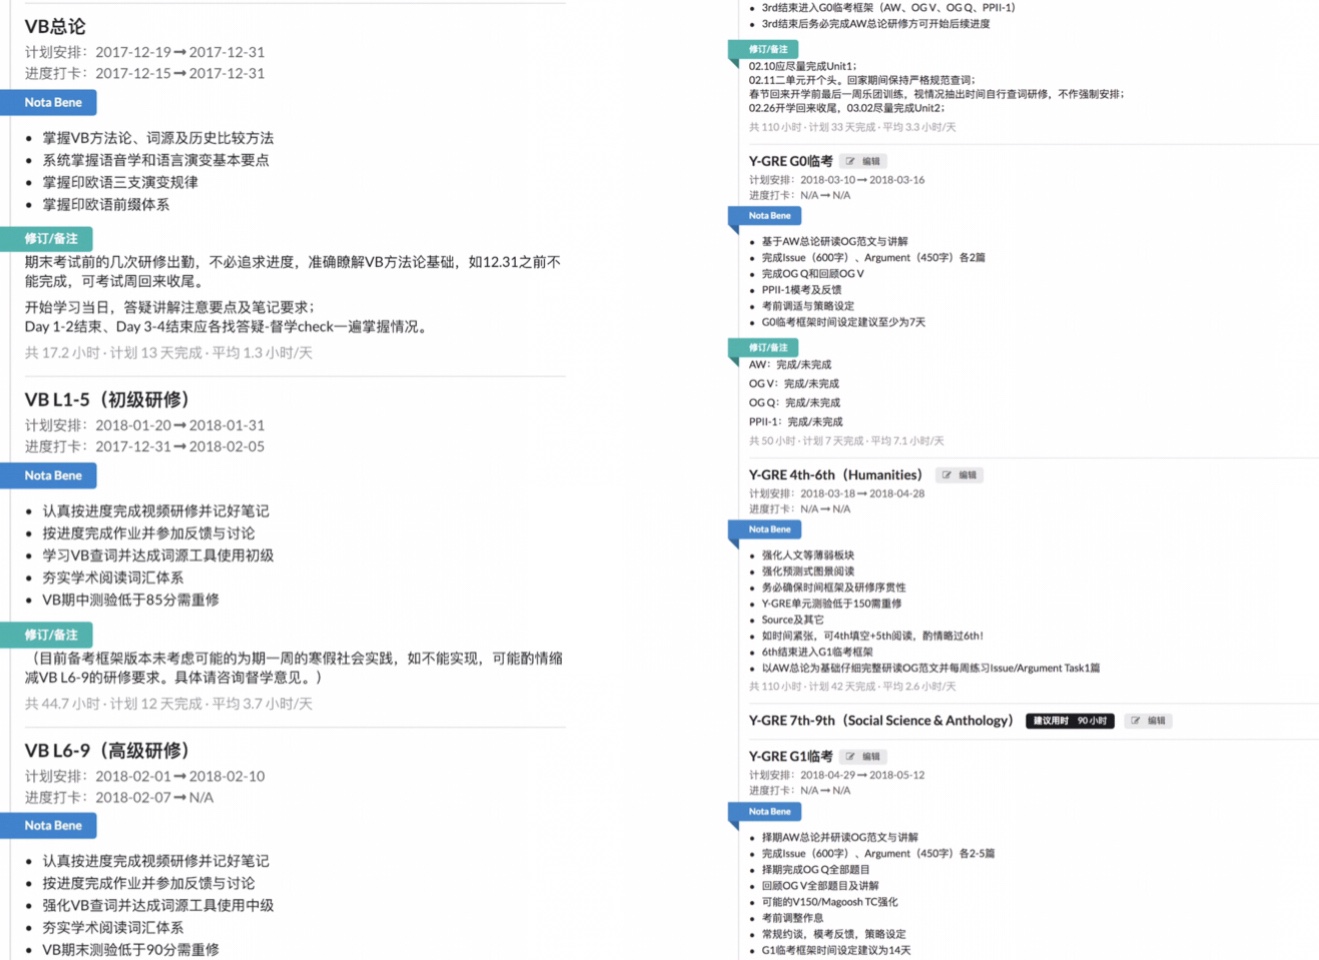 VB总论
计划安排：2017-12-19➞2017-12-31
进度打卡：2017-12-15➞2017-12-31
Nota Bene
• 掌握VB方法论、词源及历史比较方法
• 系统掌握语音学和语言演变基本要点
• 掌握印欧语三支演变规律
• 掌握印欧语前缀体系
修订/备注
期末考试前的几次研修出勤，不必追求进度，准确瞭解VB方法论基础，如12.31之前不
能完成，可考试周回来收尾。
开始学习当日，答疑讲解注意要点及笔记要求；
Day 1-2结束、Day 3-4结束应各找答疑-督学check一遍掌握情况。
共 17.2 小时 · 计划 13 天完成 · 平均 1.3 小时/天
VB L1-5（初级研修）
计划安排：2018-01-20➞2018-01-31
进度打卡：2017-12-31➞2018-02-05
Nota Bene
• 认真按进度完成视频研修并记好笔记
• 按进度完成作业并参加反馈与讨论
• 学习VB查词并达成词源工具使用初级
• 夯实学术阅读词汇体系
• VB期中测验低于85分需重修
修订/备注
（目前备考框架版本未考虑可能的为期一周的寒假社会实践，如不能实现，可能酌情缩
减VB L6-9的研修要求。具体请咨询督学意见。）
共 44.7 小时 · 计划 12 天完成 · 平均 3.7 小时/天
VB L6-9（高级研修）
计划安排：2018-02-01➞2018-02-10
进度打卡：2018-02-07➞N/A
Nota Bene
• 认真按进度完成视频研修并记好笔记
• 按进度完成作业并参加反馈与讨论
• 强化VB查词并达成词源工具使用中级
• 夯实学术阅读词汇体系
• VB期末测验低于90分需重修
• 3rd结束进入G0临考框架（AW、OG V、OG Q、PPII-1）
• 3rd结束后务必完成AW总论研修方可开始后续进度
修订/备注
02.10应尽量完成Unit1；
02.11二单元开个头。回家期间保持严格规范查词；
春节回来开学前最后一周乐团训练，视情况抽出时间自行查词研修，不作强制安排；
02.26开学回来收尾，03.02尽量完成Unit2；
共 110 小时 · 计划 33 天完成 · 平均 3.3 小时/天
Y-GRE G0临考 编辑
计划安排：2018-03-10➞2018-03-16
进度打卡：N/A➞N/A
Nota Bene
• 基于AW总论研读OG范文与讲解
• 完成Issue（600字）、Argument（450字）各2篇
• 完成OG Q和回顾OG V
• PPII-1模考及反馈
• 考前调适与策略设定
• G0临考框架时间设定建议至少为7天
修订/备注
AW：完成/未完成
OG V：完成/未完成
OG Q：完成/未完成
PPII-1：完成/未完成
共 50 小时 · 计划 7 天完成 · 平均 7.1 小时/天
Y-GRE 4th-6th（Humanities） 编辑
计划安排：2018-03-18➞2018-04-28
进度打卡：N/A➞N/A
Nota Bene
• 强化人文等薄弱板块
• 强化预测式图景阅读
• 务必确保时间框架及研修序贯性
• Y-GRE单元测验低于150需重修
• Source及其它
• 如时间紧张，可4th填空+5th阅读，酌情略过6th!
• 6th结束进入G1临考框架
• 以AW总论为基础仔细完整研读OG范文并每周练习Issue/Argument Task1篇
共 110 小时 · 计划 42 天完成 · 平均 2.6 小时/天
Y-GRE 7th-9th（Social Science & Anthology） 建议用时 90 小时 编辑
Y-GRE G1临考 编辑
计划安排：2018-04-29➞2018-05-12
进度打卡：N/A➞N/A
Nota Bene
• 择期AW总论并研读OG范文与讲解
• 完成Issue（600字）、Argument（450字）各2-5篇
• 择期完成OG Q全部题目
• 回顾OG V全部题目及讲解
• 可能的V150/Magoosh TC强化
• 考前调整作息
• 常规约谈，模考反馈，策略设定
• G1临考框架时间设定建议为14天